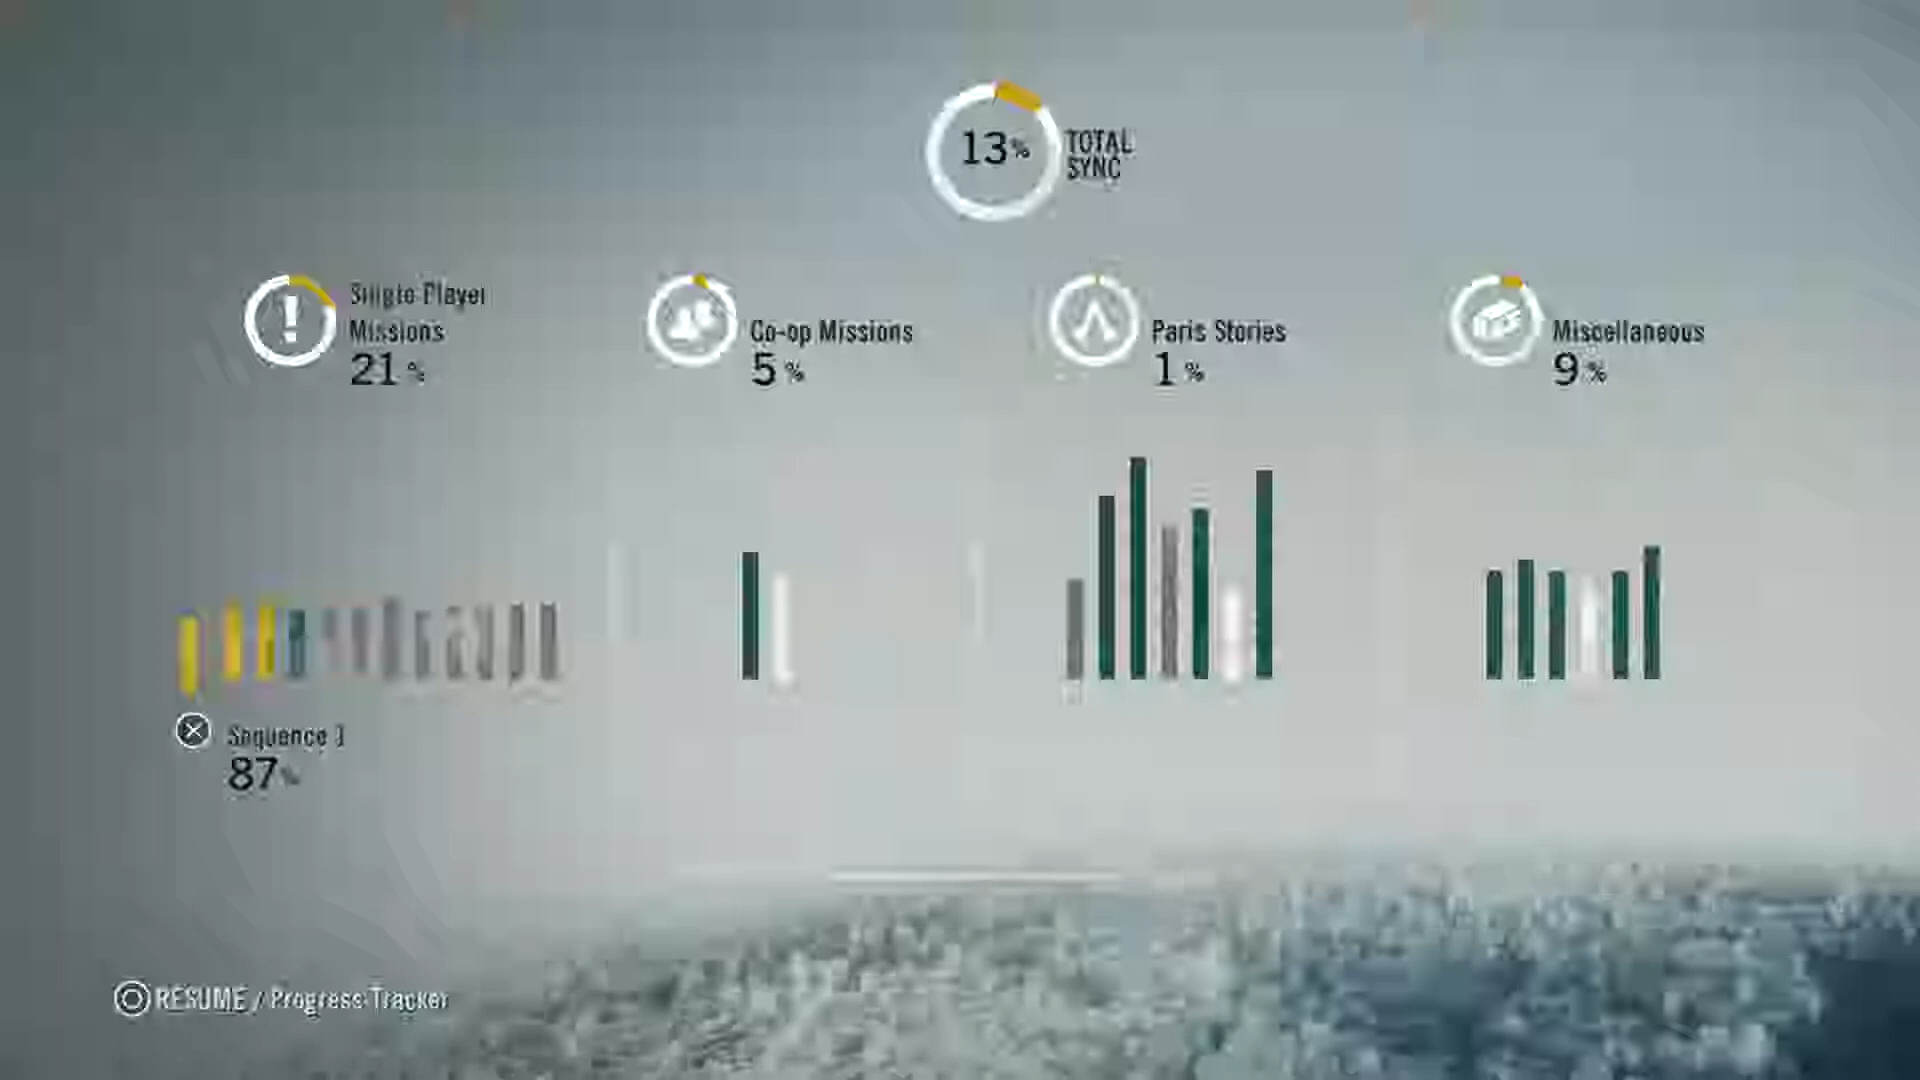 13%
TOTAL
SYNC
Single Player
Missions
21 %
Co-op Missions
5 %
Paris Stories
1 %
Miscellaneous
9 %
Sequence
87%
RESUME / Progress Tracker